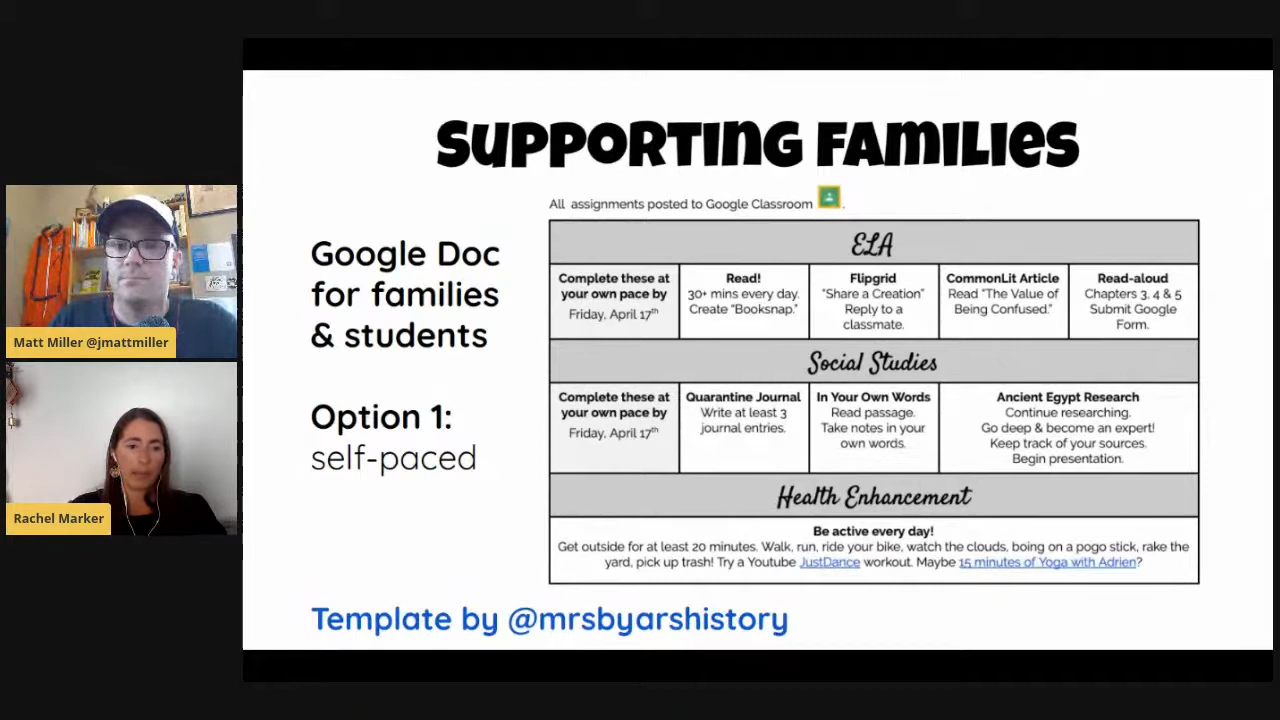 Supporting Families
All assignments posted to Google Classroom .
Google Doc
for families
& students
Option 1:
self-paced
ELA
Complete these at
your own pace by
Friday, April 17th
Read!
30+ mins every day.
Create "Booksnap."
Flipgrid
"Share a Creation"
Reply to a
classmate.
CommonLit Article
Read "The Value of
Being Confused."
Read-aloud
Chapters 3, 4 & 5
Submit Google
Form.
Social Studies
Complete these at
your own pace by
Friday, April 17th
Quarantine Journal
Write at least 3
journal entries.
In Your Own Words
Read passage.
Take notes in your
own words.
Ancient Egypt Research
Continue researching.
Go deep & become an expert!
Keep track of your sources.
Begin presentation.
Health Enhancement
Be active every day!
Get outside for at least 20 minutes. Walk, run, ride your bike, watch the clouds, boing on a pogo stick, rake the
yard, pick up trash! Try a Youtube JustDance workout. Maybe 15 minutes of Yoga with Adrien?
Template by @mrsbyarshistory
Matt Miller @jmattmiller
Rachel Marker